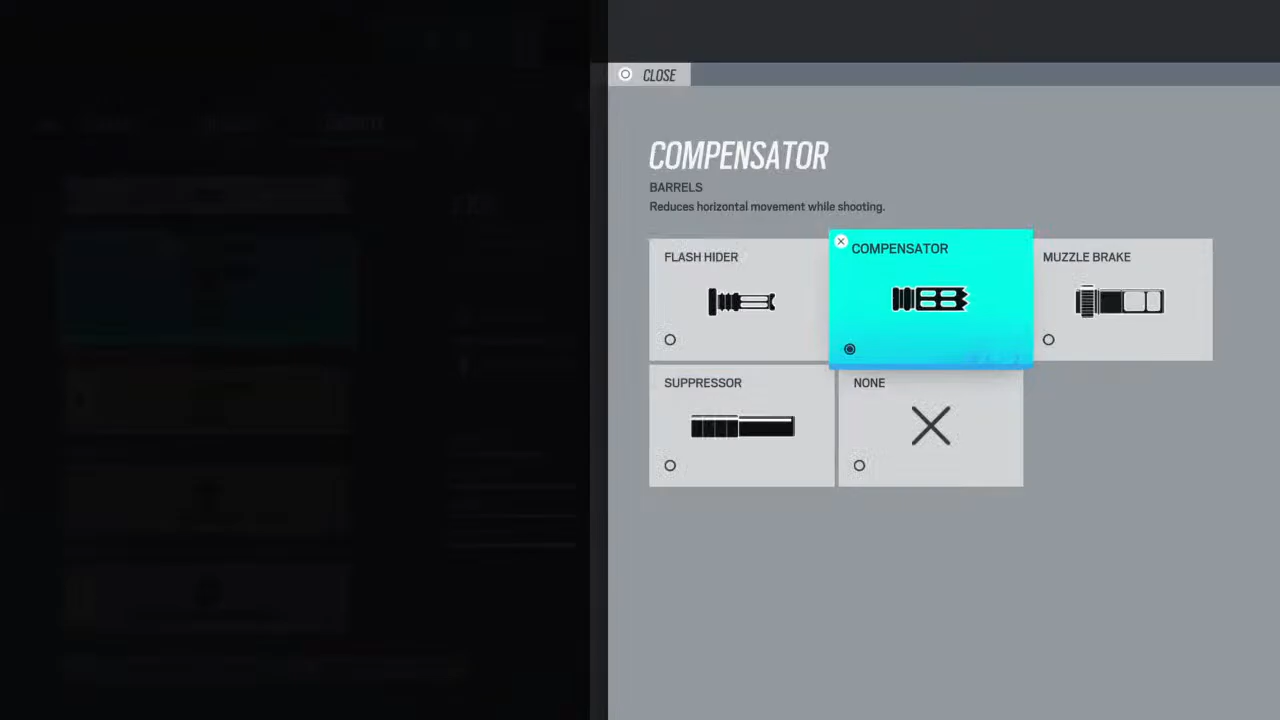 CLOSE
COMPENSATOR
BARRELS
Reduces horizontal movement while shooting.
FLASH HIDER
COMPENSATOR
MUZZLE BRAKE
SUPPRESSOR
NONE